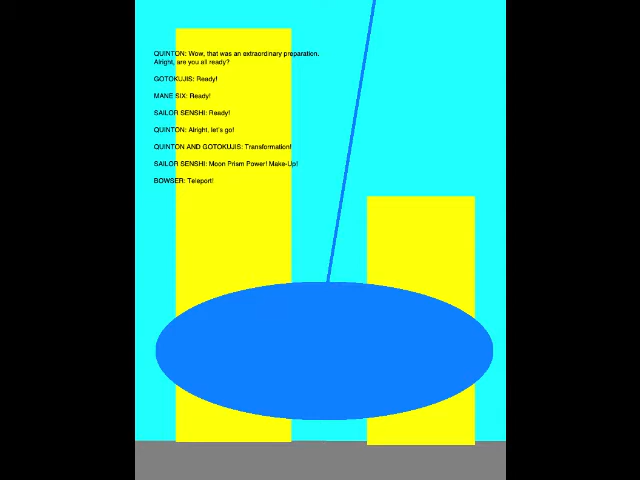 QUINTON: Wow, that was an extraordinary preparation.
Alright, are you all ready?
GOTOKUJIS: Ready!
MANE SIX: Ready!
SAILOR SENSHI: Ready!
QUINTON: Alright, let's go!
QUINTON AND GOTOKUJIS: Transformation!
SAILOR SENSHI: Moon Prism Power! Make-Up!
BOWSER: Teleport!